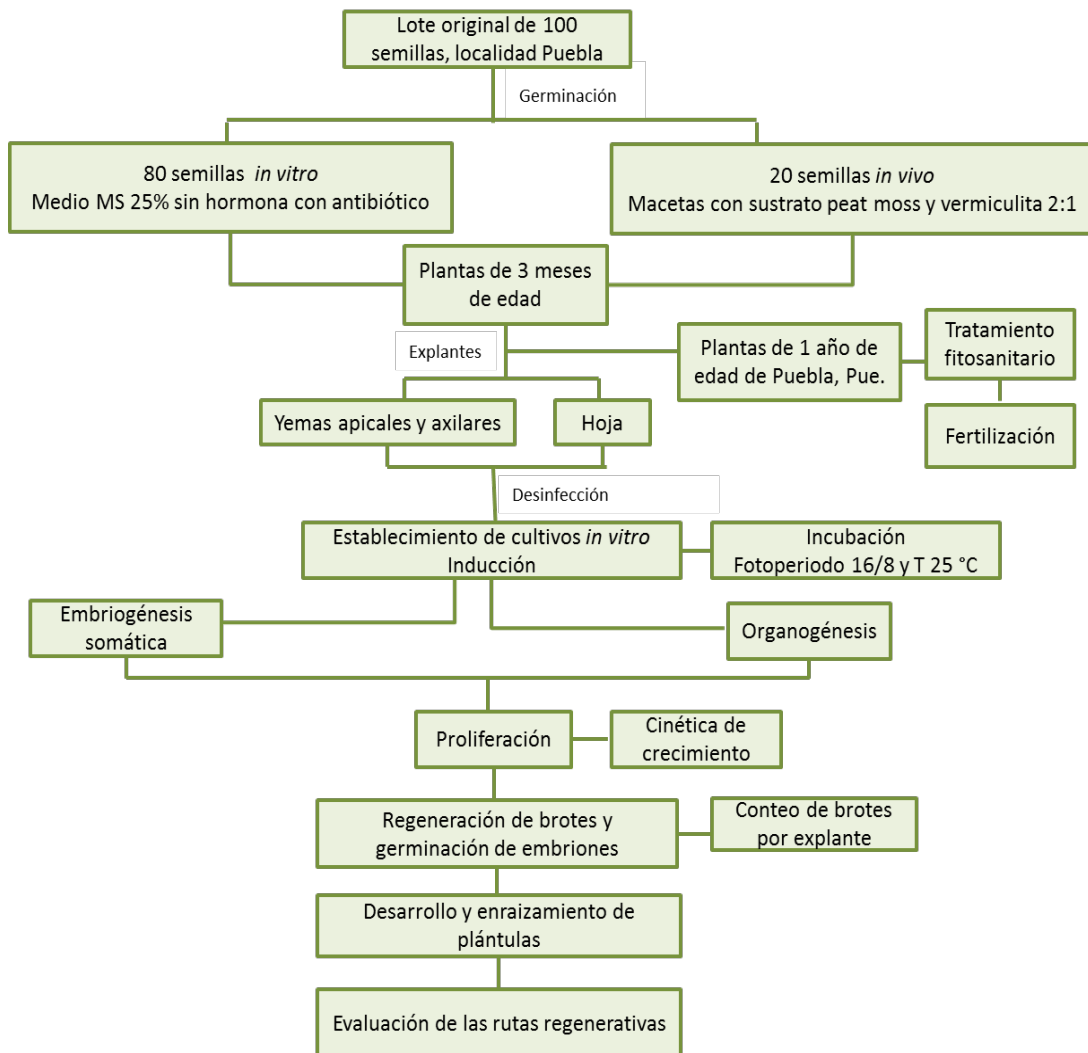 Lote original de 100
semillas, localidad Puebla
Germinación
80 semillas in vitro
Medio MS 25% sin hormona con antibiótico
20 semillas in vivo
Macetas con sustrato peat moss y vermiculita 2:1
Plantas de 3 meses
de edad
Explantes
Plantas de 1 año de
edad de Puebla, Pue.
Tratamiento
fitosanitario
Yemas apicales y axilares
Hoja
Fertilización
Desinfección
Establecimiento de cultivos in vitro
Inducción
Incubación
Fotoperiodo 16/8 y T 25 °C
Embriogénesis
somática
Organogénesis
Proliferación
Cinética de
crecimiento
Regeneración de brotes y
germinación de embriones
Conteo de brotes
por explante
Desarrollo y enraizamiento de
plántulas
Evaluación de las rutas regenerativas